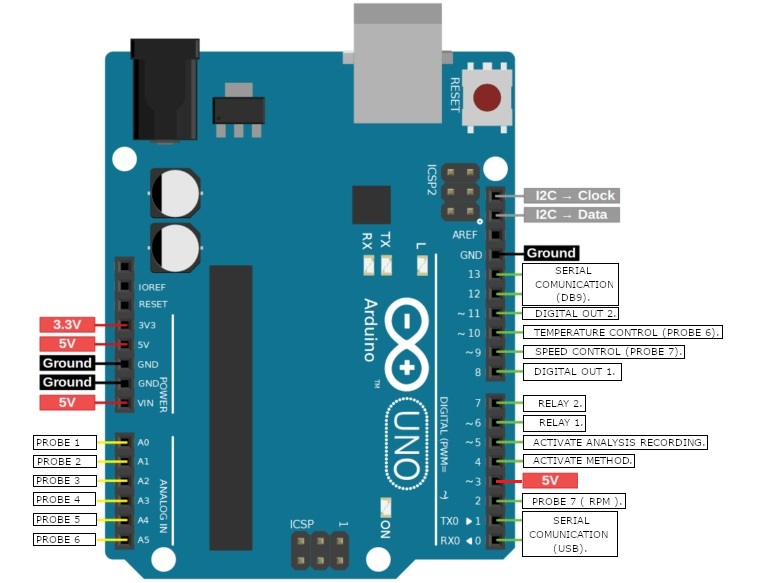 RESET
ICSP2
I2C → Clock
I2C → Data
AREF
GND
Ground
RX
TX
L
13
12
SERIAL
COMUNICATION
(DB9).
~ 11
DIGITAL OUT 2.
~ 10
TEMPERATURE CONTROL (PROBE 6).
~ 9
SPEED CONTROL (PROBE 7).
8
DIGITAL OUT 1.
IOREF
RESET
3.3V
3V3
5V
5V
Ground
GND
Ground
GND
5V
VIN
POWER
Arduino
TM
UNO
DIGITAL (PWM= ~)
7
RELAY 2.
~ 6
RELAY 1.
~ 5
ACTIVATE ANALYSIS RECORDING.
4
ACTIVATE METHOD.
~ 3
5V
2
PROBE 7 ( RPM ).
TX0 ▶ 1
RX0 ◀ 0
SERIAL
COMUNICATION
(USB).
PROBE 1
A0
PROBE 2
A1
PROBE 3
A2
PROBE 4
A3
PROBE 5
A4
PROBE 6
A5
ANALOG IN
ICSP
1
ON